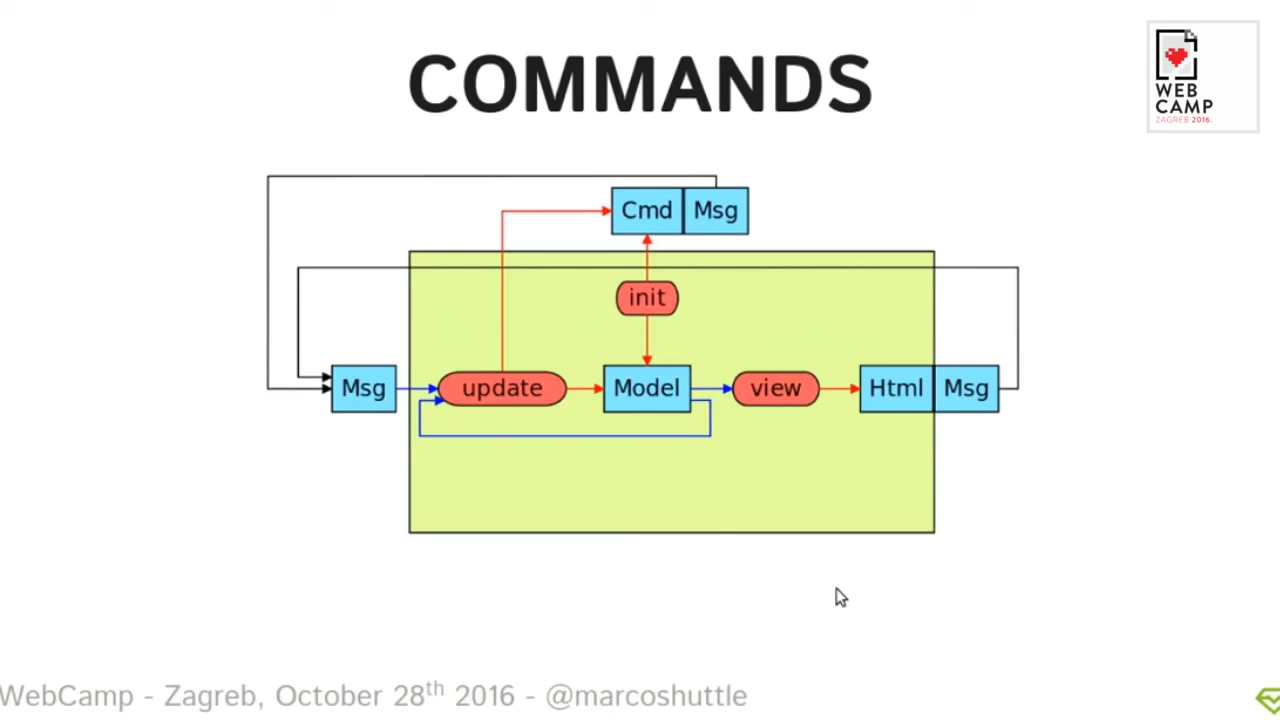 COMMANDS
WEB
CAMP
ZAGREB 2016.
Cmd Msg
init
Msg update Model view Html Msg
WebCamp - Zagreb, October 28th 2016 - @marcoshuttle